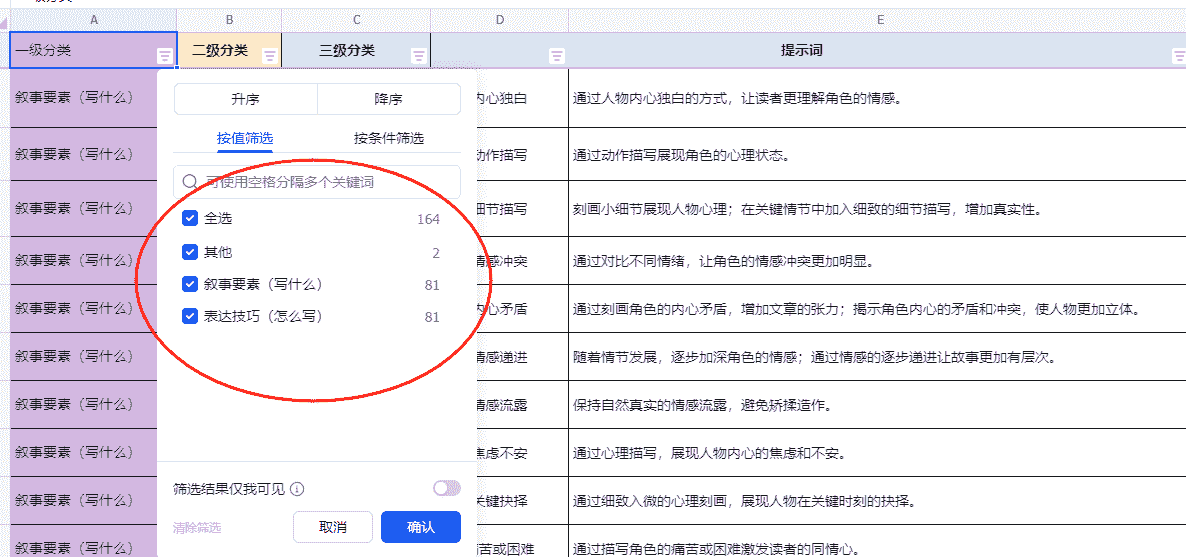 A B C D E
一级分类 二级分类 三级分类 提示词
叙事要素（写什么） 内心独白 通过人物内心独白的方式，让读者更理解角色的情感。
叙事要素（写什么） 动作描写 通过动作描写展现角色的心理状态。
叙事要素（写什么） 细节描写 刻画小细节展现人物心理；在关键情节中加入细致的细节描写，增加真实性。
叙事要素（写什么） 情感冲突 通过对比不同情绪，让角色的情感冲突更加明显。
叙事要素（写什么） 内心矛盾 通过刻画角色的内心矛盾，增加文章的张力；揭示角色内心的矛盾和冲突，使人物更加立体。
叙事要素（写什么） 情感递进 随着情节发展，逐步加深角色的情感；通过情感的逐步递进让故事更加有层次。
叙事要素（写什么） 情感流露 保持自然真实的情感流露，避免矫揉造作。
叙事要素（写什么） 焦虑不安 通过心理描写，展现人物内心的焦虑和不安。
叙事要素（写什么） 关键抉择 通过细致入微的心理刻画，展现人物在关键时刻的抉择。
叙事要素（写什么） 痛苦或困难 通过描写角色的痛苦或困难激发读者的同情心。
升序 降序
按值筛选 按条件筛选
可使用空格分隔多个关键词
全选 164
其他 2
叙事要素（写什么） 81
表达技巧（怎么写） 81
筛选结果仅我可见
清除筛选 取消 确认